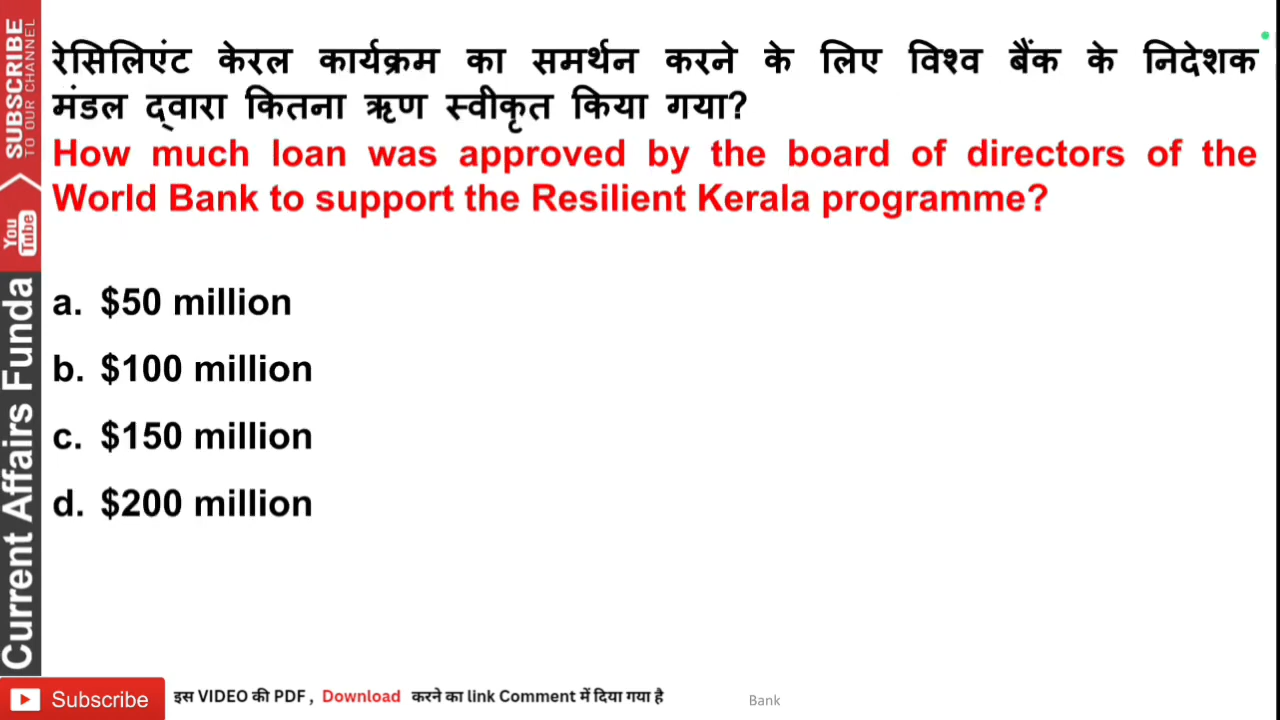 रेसिलिएंट केरल कार्यक्रम का समर्थन करने के लिए विश्व बैंक के निदेशक
मंडल द्वारा कितना ऋण स्वीकृत किया गया?
How much loan was approved by the board of directors of the
World Bank to support the Resilient Kerala programme?
a. $50 million
b. $100 million
c. $150 million
d. $200 million
SUBSCRIBE
TO OUR CHANNEL
You
Tube
Current Affairs Funda
Subscribe
इस VIDEO की PDF , Download करने का link Comment में दिया गया है
Bank